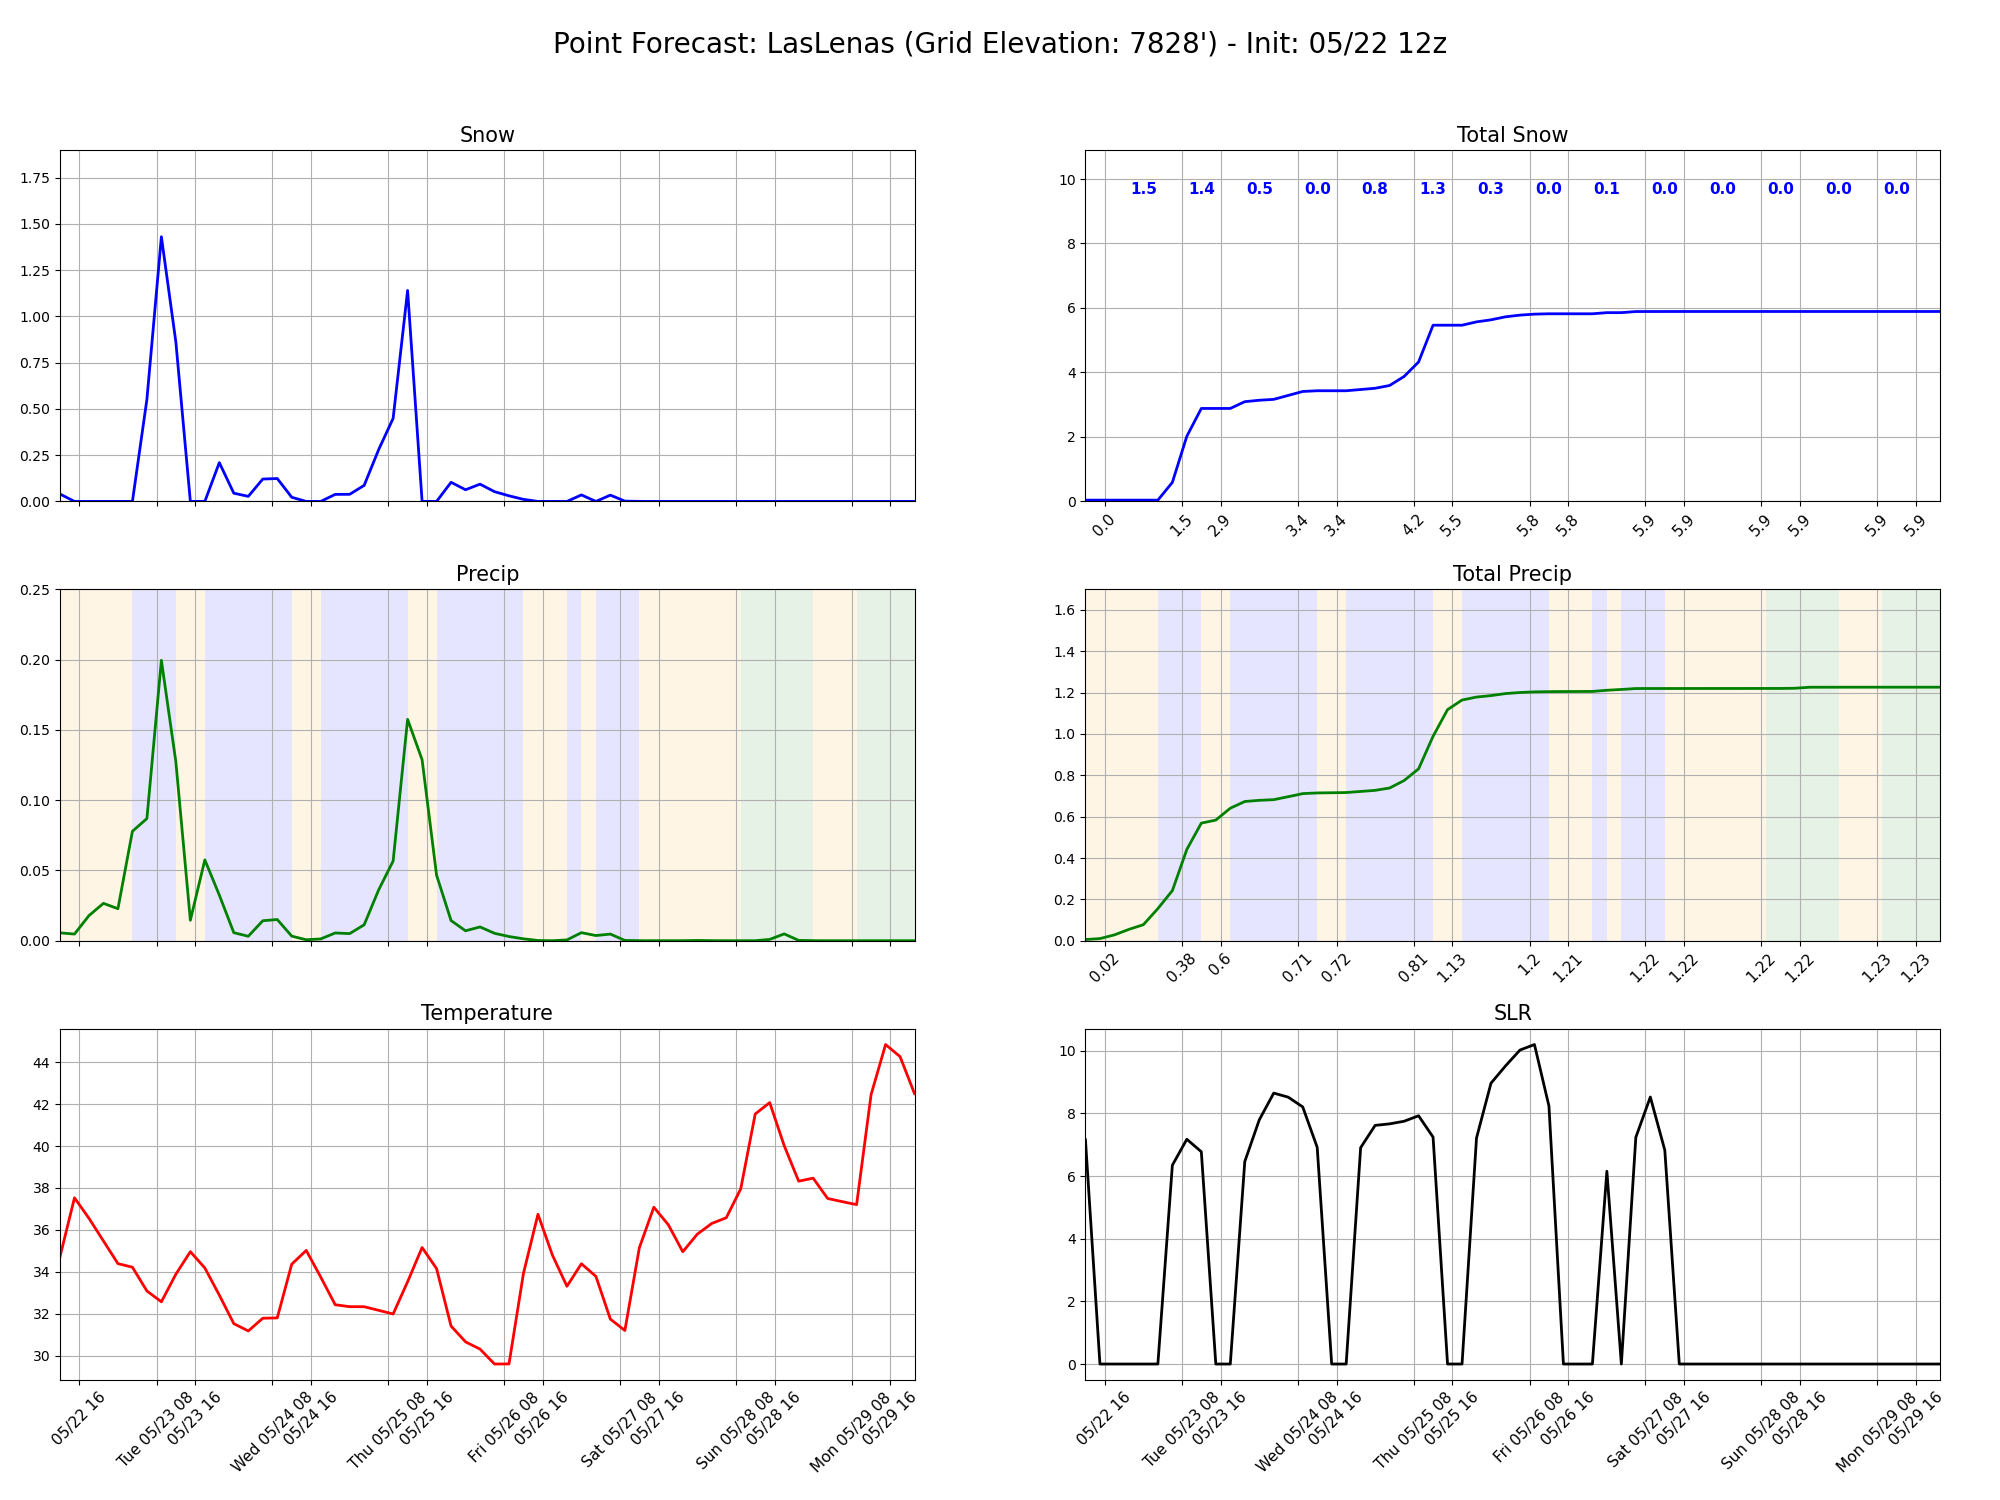 Point Forecast: LasLenas (Grid Elevation: 7828') - Init: 05/22 12z
Snow
1.75
1.50
1.25
1.00
0.75
0.50
0.25
0.00
Total Snow
10
8
6
4
2
0
1.5 1.4 0.5 0.0 0.8 1.3 0.3 0.0 0.1 0.0 0.0 0.0 0.0 0.0
0.0 1.5 2.9 3.4 3.4 4.2 5.5 5.8 5.8 5.9 5.9 5.9 5.9 5.9 5.9
Precip
0.25
0.20
0.15
0.10
0.05
0.00
Total Precip
1.6
1.4
1.2
1.0
0.8
0.6
0.4
0.2
0.0
0.02 0.38 0.6 0.71 0.72 0.81 1.13 1.2 1.21 1.22 1.22 1.22 1.22 1.23 1.23
Temperature
44
42
40
38
36
34
32
30
05/22 16
Tue 05/23 08
05/23 16
Wed 05/24 08
05/24 16
Thu 05/25 08
05/25 16
Fri 05/26 08
05/26 16
Sat 05/27 08
05/27 16
Sun 05/28 08
05/28 16
Mon 05/29 08
05/29 16
SLR
10
8
6
4
2
0
05/22 16
Tue 05/23 08
05/23 16
Wed 05/24 08
05/24 16
Thu 05/25 08
05/25 16
Fri 05/26 08
05/26 16
Sat 05/27 08
05/27 16
Sun 05/28 08
05/28 16
Mon 05/29 08
05/29 16